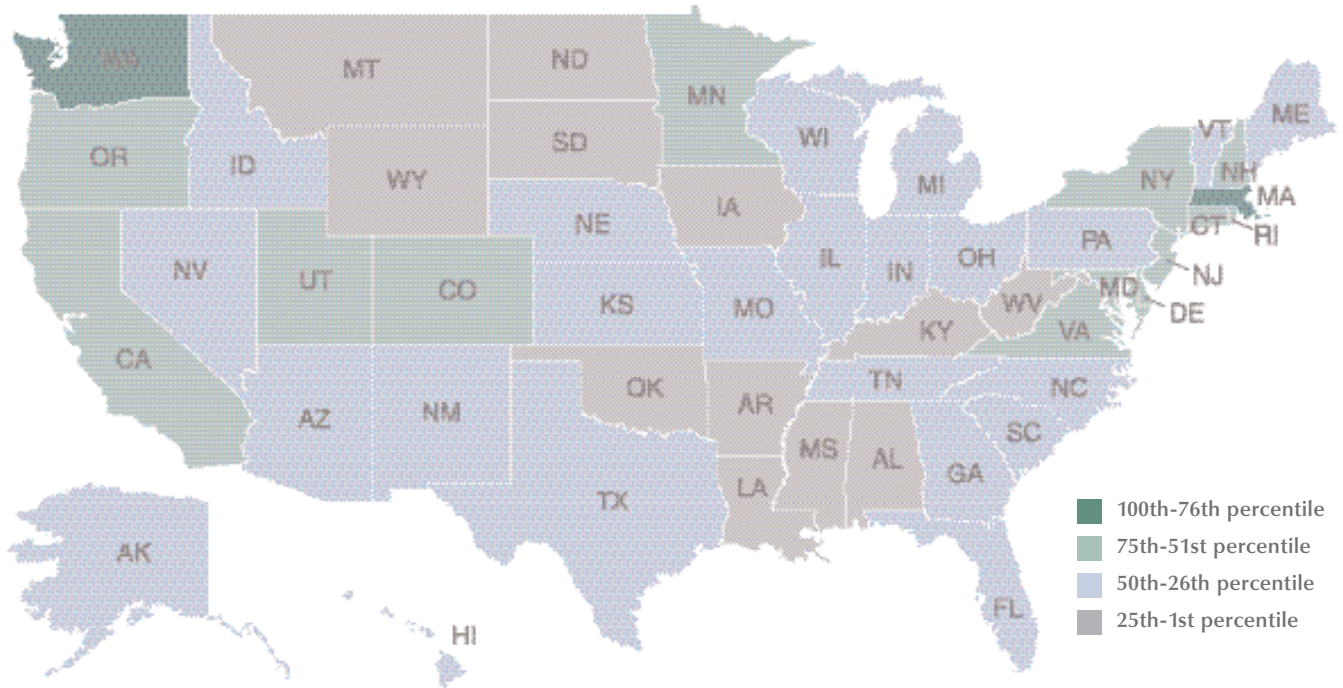 WA
MT
ND
MN
OR
ID
SD
WY
WI
MI
VT
ME
NY
NH
MA
RI
CT
IA
NE
NV
UT
CO
KS
MO
IL
IN
OH
PA
NJ
MD
DE
WV
VA
KY
CA
AZ
NM
OK
AR
TN
NC
SC
MS
AL
GA
LA
TX
FL
AK
HI
100th-76th percentile
75th-51st percentile
50th-26th percentile
25th-1st percentile